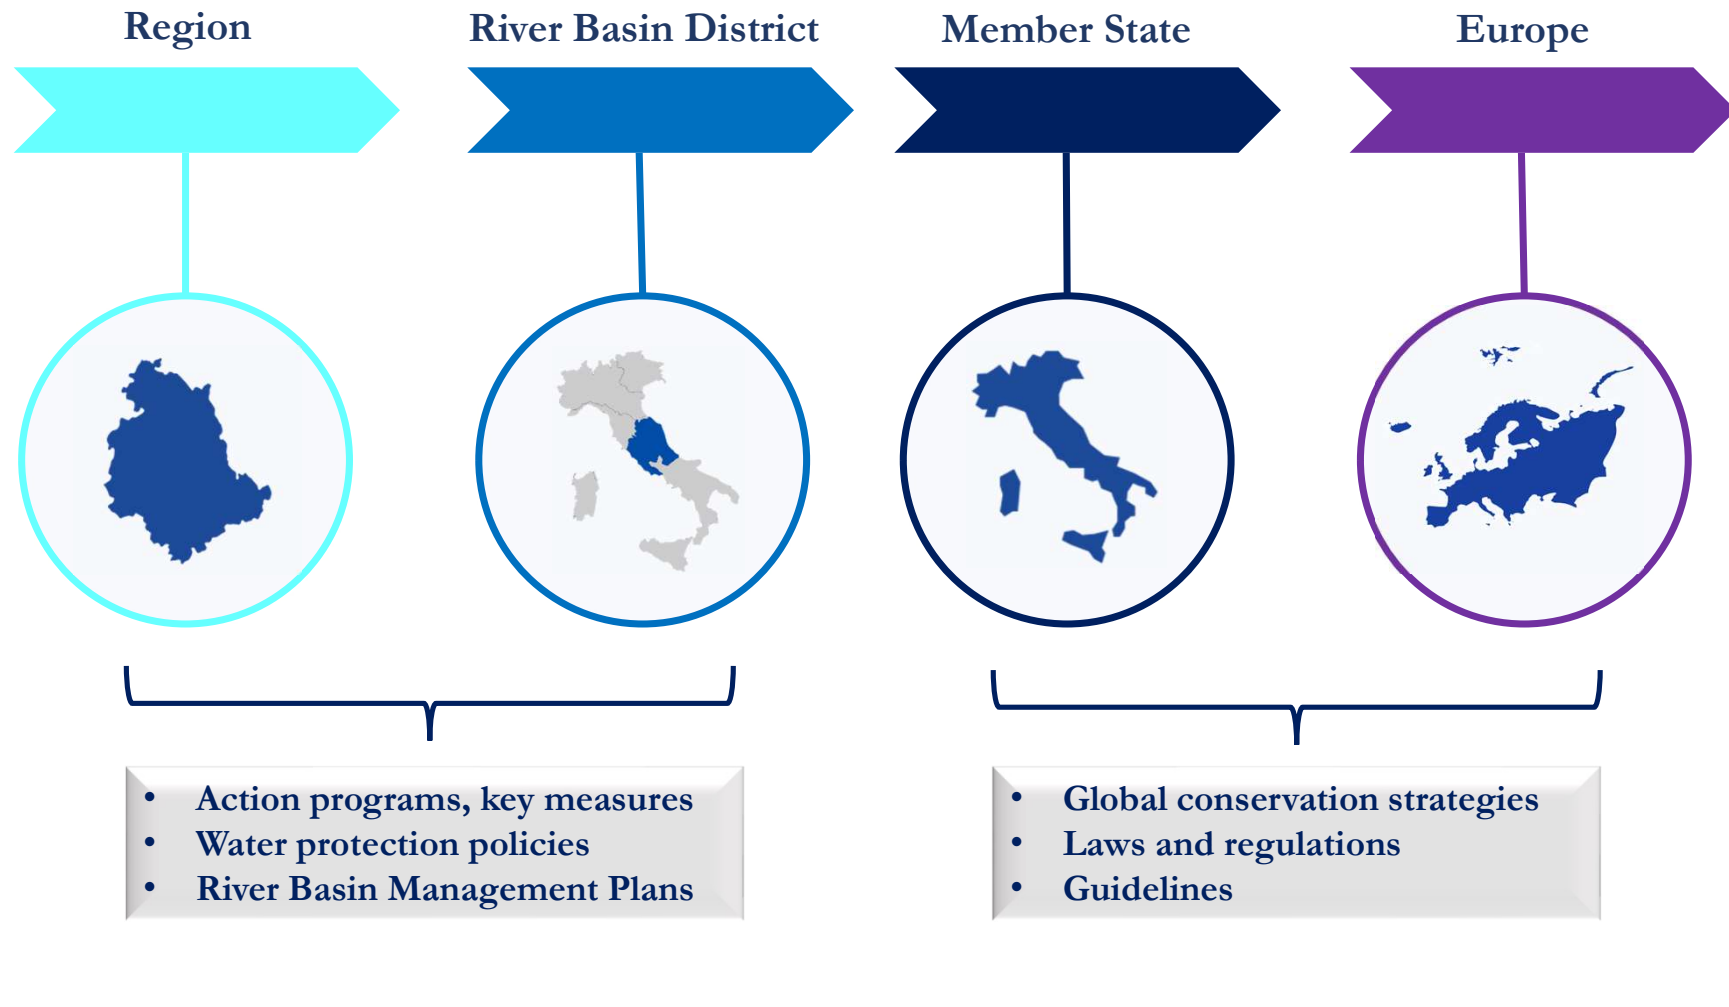 Region
River Basin District
Member State
Europe
• Action programs, key measures
• Water protection policies
• River Basin Management Plans
• Global conservation strategies
• Laws and regulations
• Guidelines